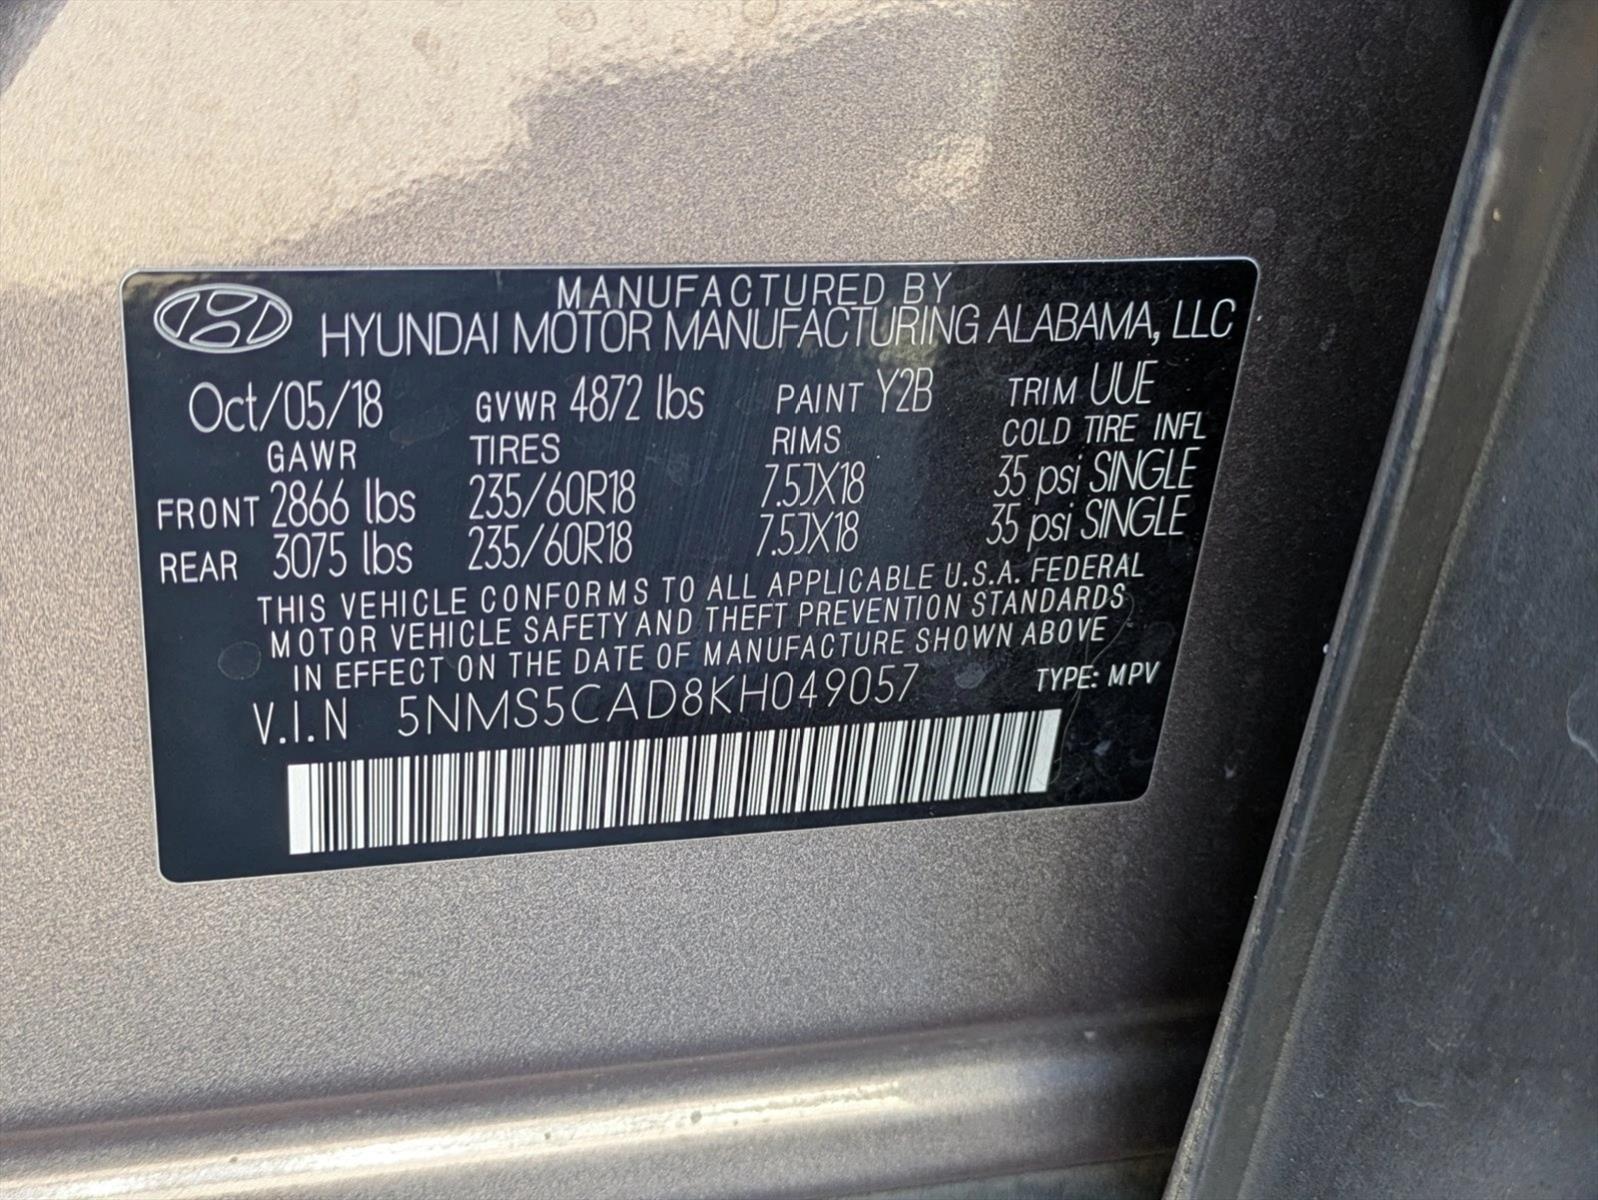 MANUFACTURED BY
HYUNDAI MOTOR MANUFACTURING ALABAMA, LLC
Oct/05/18 GVWR 4872 lbs PAINT Y2B TRIM UUE
GAWR TIRES RIMS COLD TIRE INFL
FRONT 2866 lbs 235/60R18 7.5JX18 35 psi SINGLE
REAR 3075 lbs 235/60R18 7.5JX18 35 psi SINGLE
THIS VEHICLE CONFORMS TO ALL APPLICABLE U.S.A. FEDERAL
MOTOR VEHICLE SAFETY AND THEFT PREVENTION STANDARDS
IN EFFECT ON THE DATE OF MANUFACTURE SHOWN ABOVE
V.I.N 5NMS5CAD8KH049057 TYPE: MPV